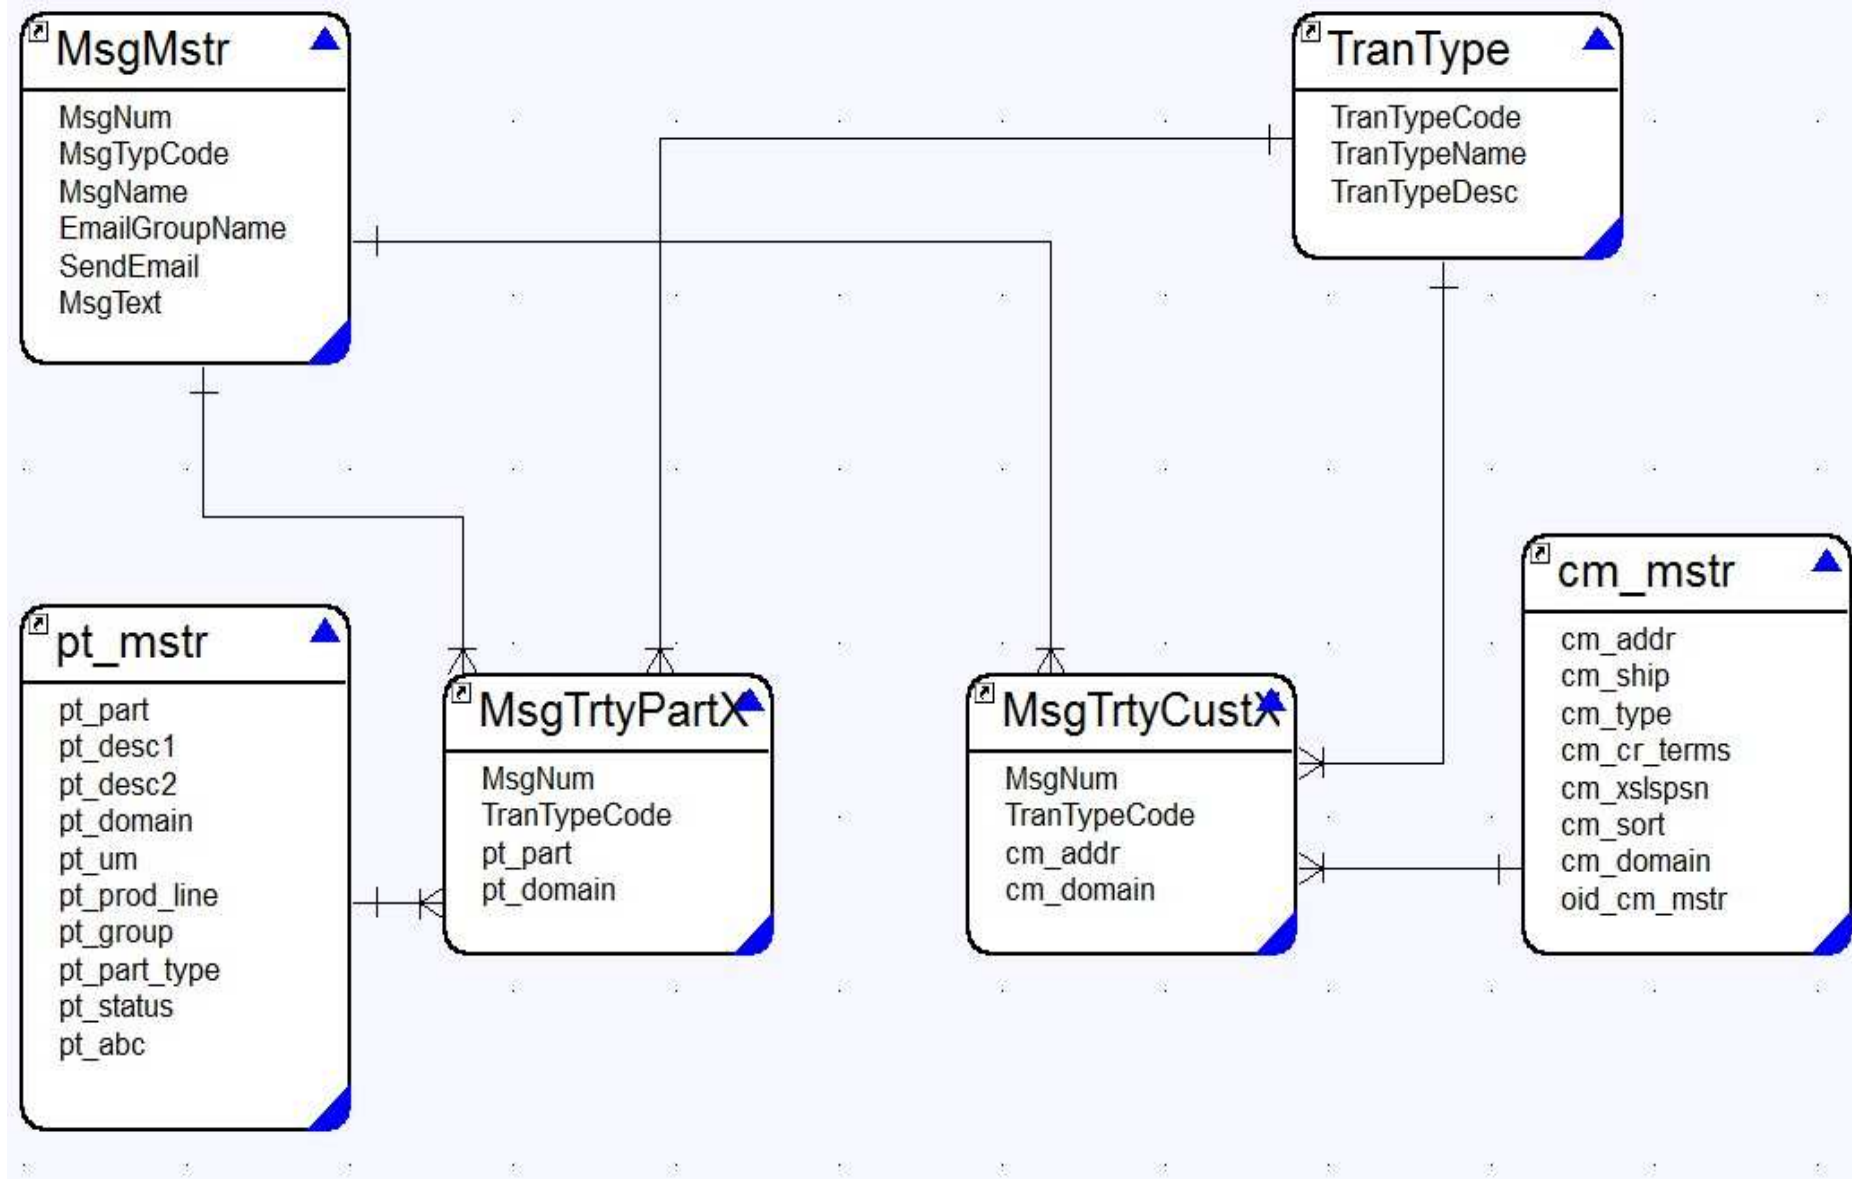 MsgMstr
MsgNum
MsgTypCode
MsgName
EmailGroupName
SendEmail
MsgText
TranType
TranTypeCode
TranTypeName
TranTypeDesc
pt_mstr
pt_part
pt_desc1
pt_desc2
pt_domain
pt_um
pt_prod_line
pt_group
pt_part_type
pt_status
pt_abc
MsgTrtyPartX
MsgNum
TranTypeCode
pt_part
pt_domain
MsgTrtyCustX
MsgNum
TranTypeCode
cm_addr
cm_domain
cm_mstr
cm_addr
cm_ship
cm_type
cm_cr_terms
cm_xslspsn
cm_sort
cm_domain
oid_cm_mstr